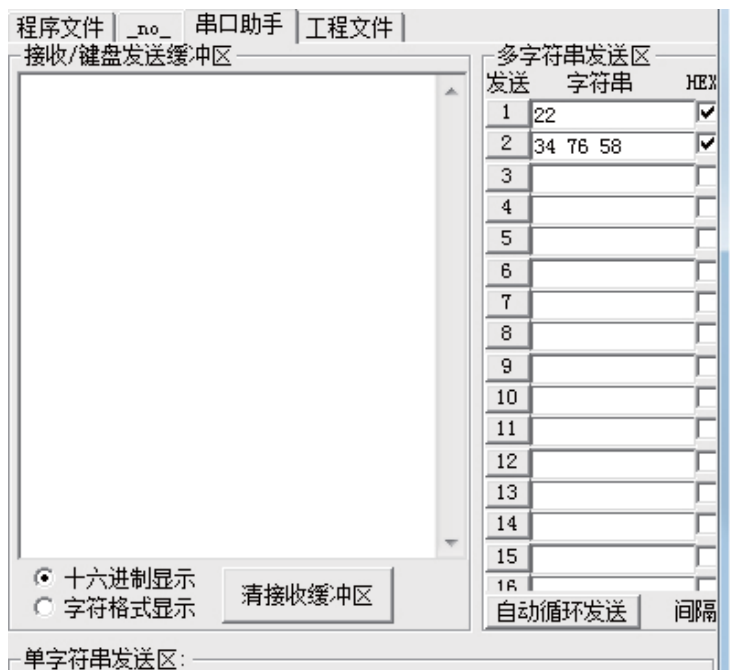 程序文件 _no_ 串口助手 工程文件
接收/键盘发送缓冲区
多字符串发送区
发送 字符串 HEX
1 22
2 34 76 58
3
4
5
6
7
8
9
10
11
12
13
14
15
16
十六进制显示
字符格式显示
清接收缓冲区
自动循环发送 间隔
单字符串发送区: